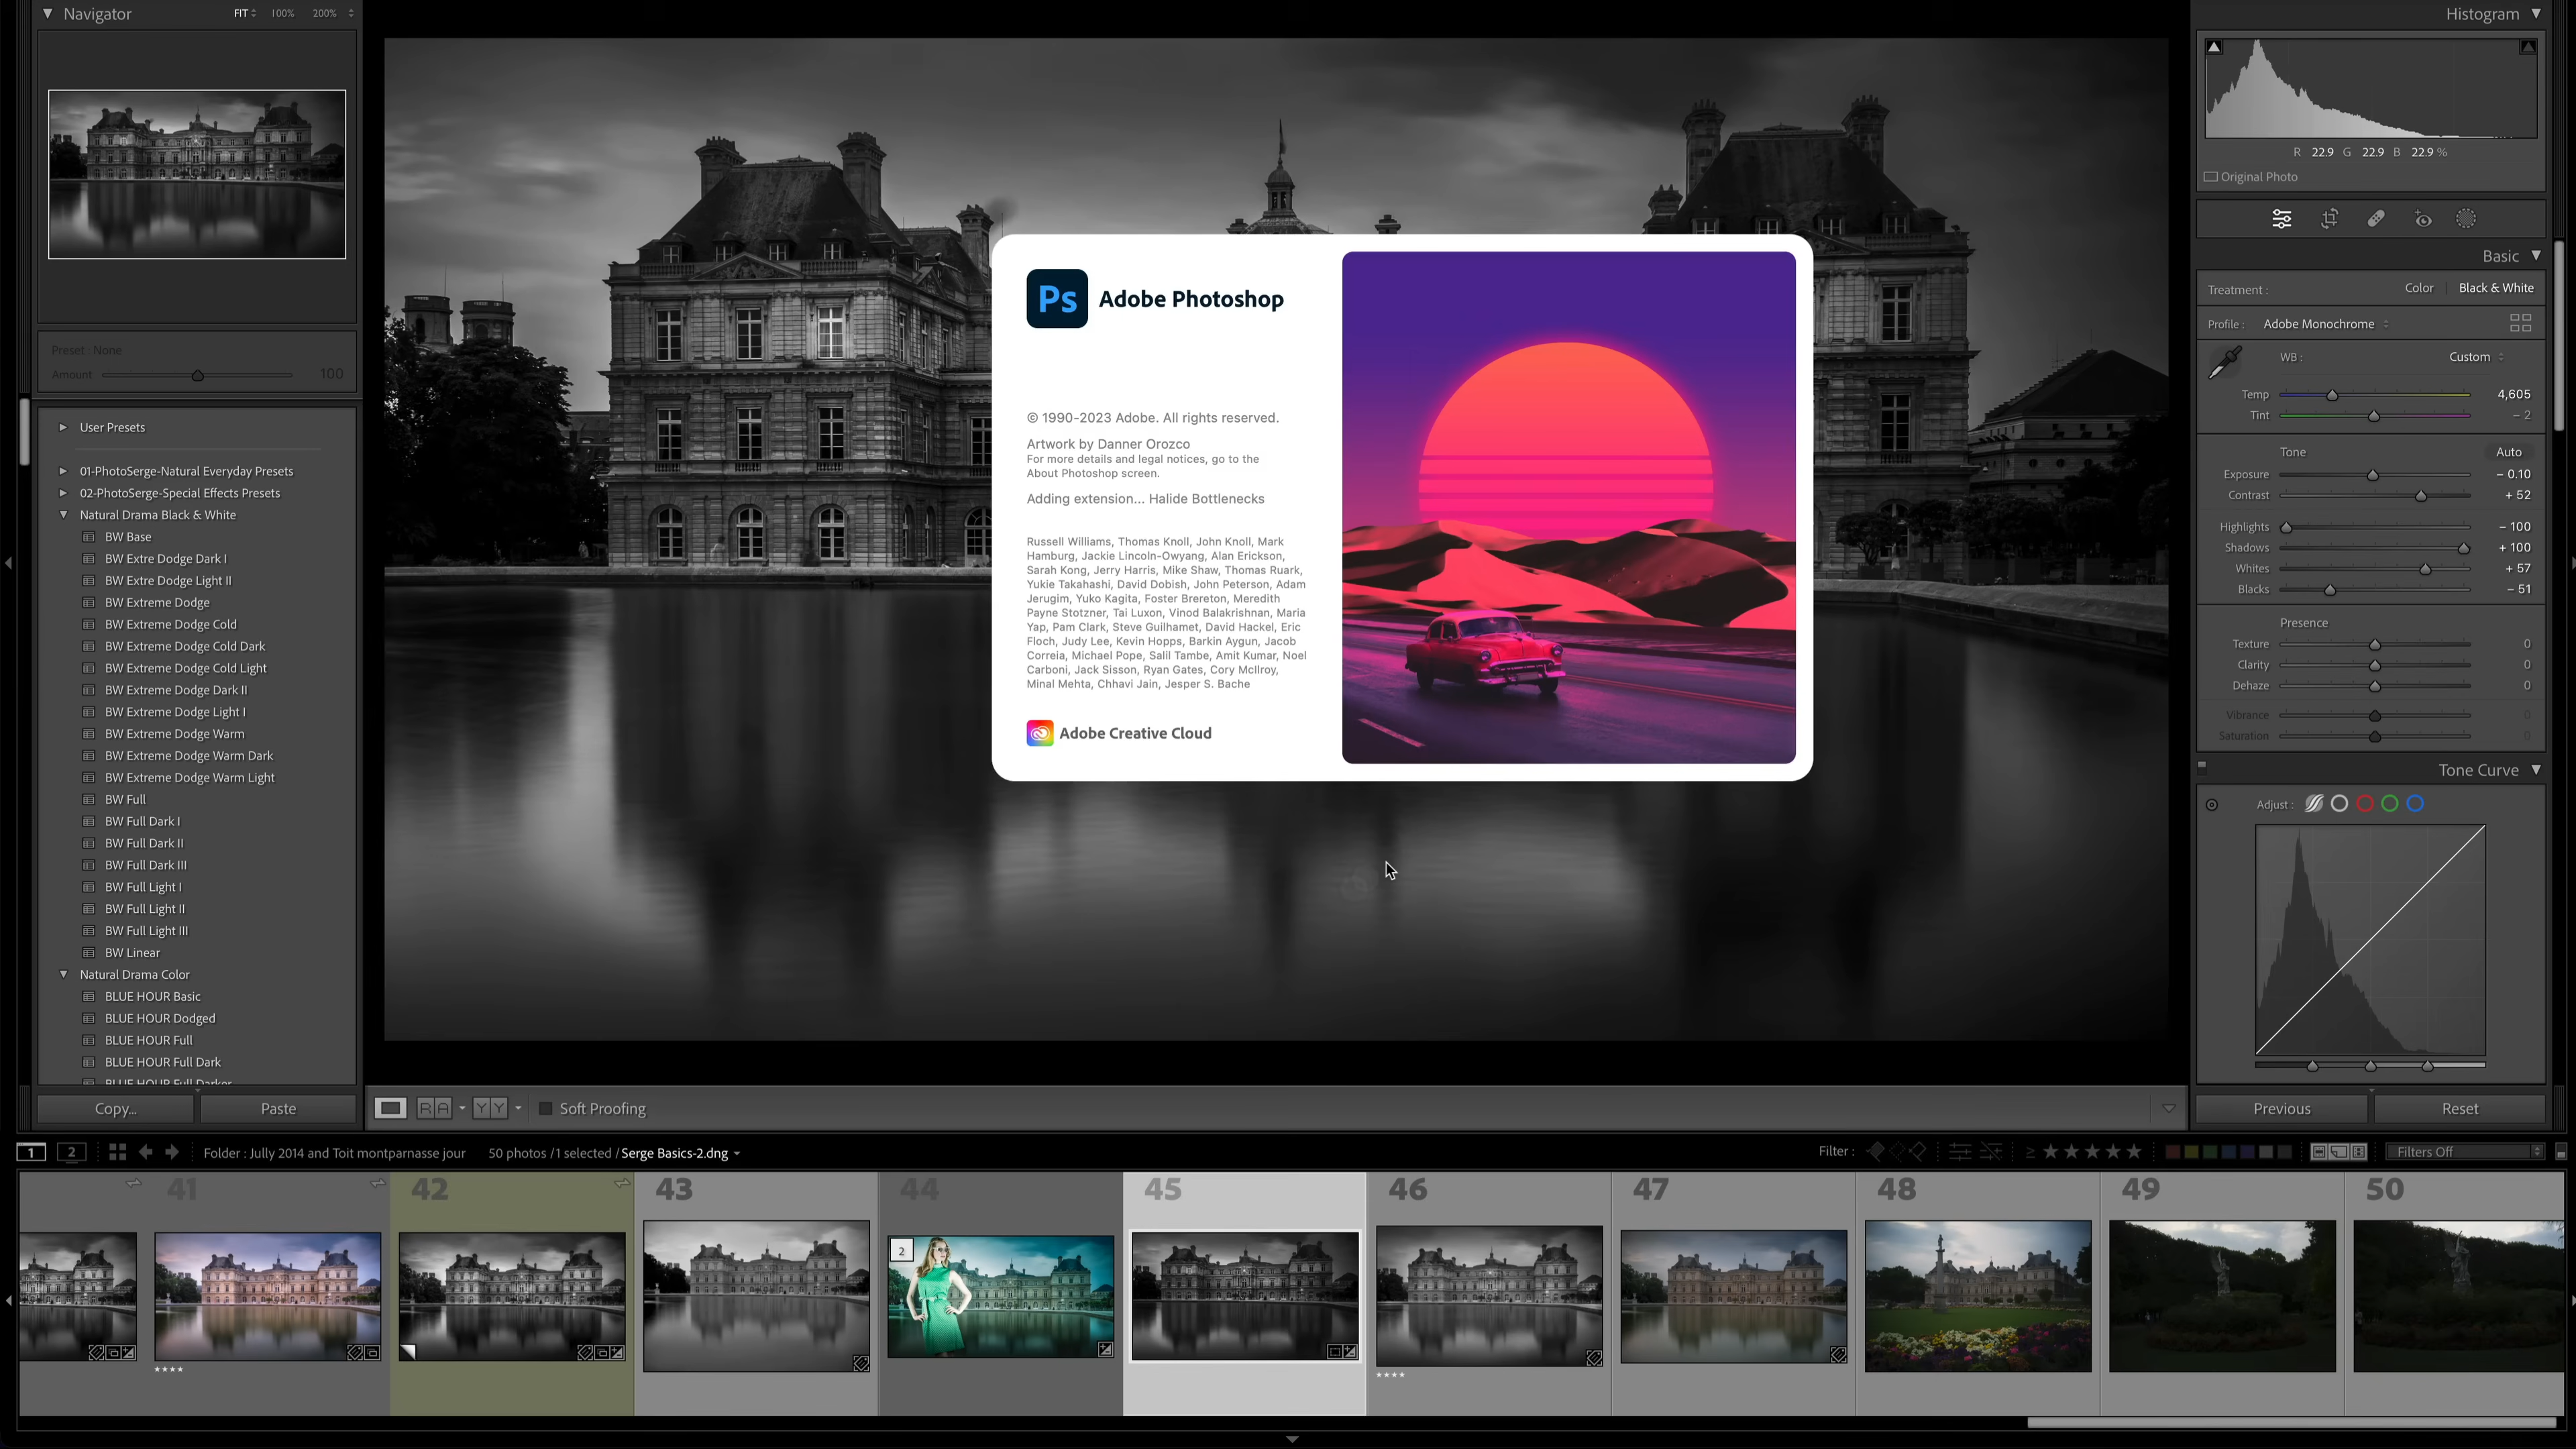 Navigator
FIT 100% 200%
Preset : None
Amount 100
User Presets
01-PhotoSerge-Natural Everyday Presets
02-PhotoSerge-Special Effects Presets
Natural Drama Black & White
BW Base
BW Extre Dodge Dark I
BW Extre Dodge Light II
BW Extreme Dodge
BW Extreme Dodge Cold
BW Extreme Dodge Cold Dark
BW Extreme Dodge Cold Light
BW Extreme Dodge Dark II
BW Extreme Dodge Light I
BW Extreme Dodge Warm
BW Extreme Dodge Warm Dark
BW Extreme Dodge Warm Light
BW Full
BW Full Dark I
BW Full Dark II
BW Full Dark III
BW Full Light I
BW Full Light II
BW Full Light III
BW Linear
Natural Drama Color
BLUE HOUR Basic
BLUE HOUR Dodged
BLUE HOUR Full
BLUE HOUR Full Dark
BLUE HOUR Full Darker
Copy... Paste
Ps Adobe Photoshop
© 1990-2023 Adobe. All rights reserved.
Artwork by Danner Orozco
For more details and legal notices, go to the
About Photoshop screen.
Adding extension... Halide Bottlenecks
Russell Williams, Thomas Knoll, John Knoll, Mark
Hamburg, Jackie Lincoln-Owyang, Alan Erickson,
Sarah Kong, Jerry Harris, Mike Shaw, Thomas Ruark,
Yukie Takahashi, David Dobish, John Peterson, Adam
Jerugim, Yuko Kagita, Foster Brereton, Meredith
Payne Stotzner, Tai Luxon, Vinod Balakrishnan, Maria
Yap, Pam Clark, Steve Guilhamet, David Hackel, Eric
Floch, Judy Lee, Kevin Hopps, Barkin Aygun, Jacob
Correia, Michael Pope, Salil Tambe, Amit Kumar, Noel
Carboni, Jack Sisson, Ryan Gates, Cory McIlroy,
Minal Mehta, Chhavi Jain, Jesper S. Bache
Adobe Creative Cloud
RA YY Soft Proofing
Histogram
R 22.9 G 22.9 B 22.9 %
Original Photo
Basic
Treatment : Color Black & White
Profile : Adobe Monochrome
WB : Custom
Temp 4,605
Tint – 2
Tone Auto
Exposure – 0.10
Contrast + 52
Highlights – 100
Shadows + 100
Whites + 57
Blacks – 51
Presence
Texture 0
Clarity 0
Dehaze 0
Vibrance 0
Saturation 0
Tone Curve
Adjust :
Previous Reset
1 2 Folder : Jully 2014 and Toit montparnasse jour 50 photos /1 selected /Serge Basics-2.dng Filter : ≥ ★★★★★ Filters Off
41 42 43 44 45 46 47 48 49 50
2